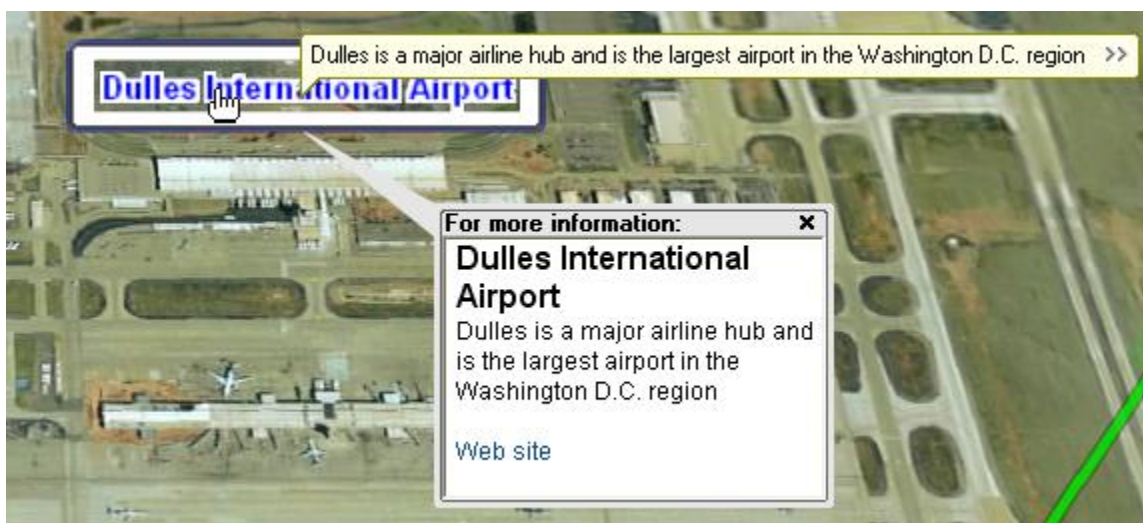 Dulles is a major airline hub and is the largest airport in the Washington D.C. region >>
Dulles International Airport
For more information: x
Dulles International
Airport
Dulles is a major airline hub and
is the largest airport in the
Washington D.C. region
Web site